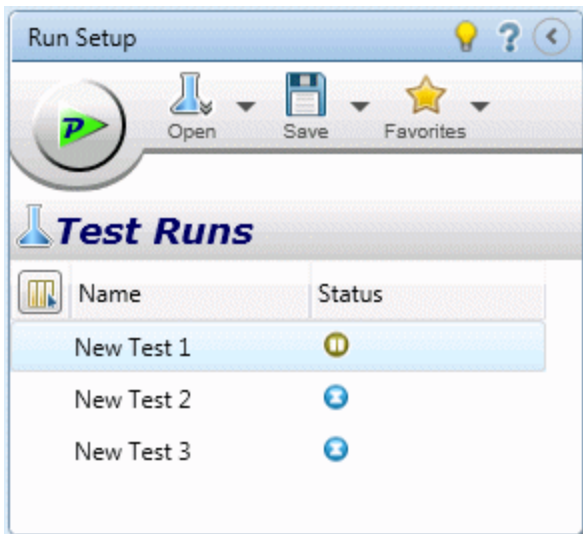 Run Setup
?
P
Open
Save
Favorites
Test Runs
Name Status
New Test 1
New Test 2
New Test 3